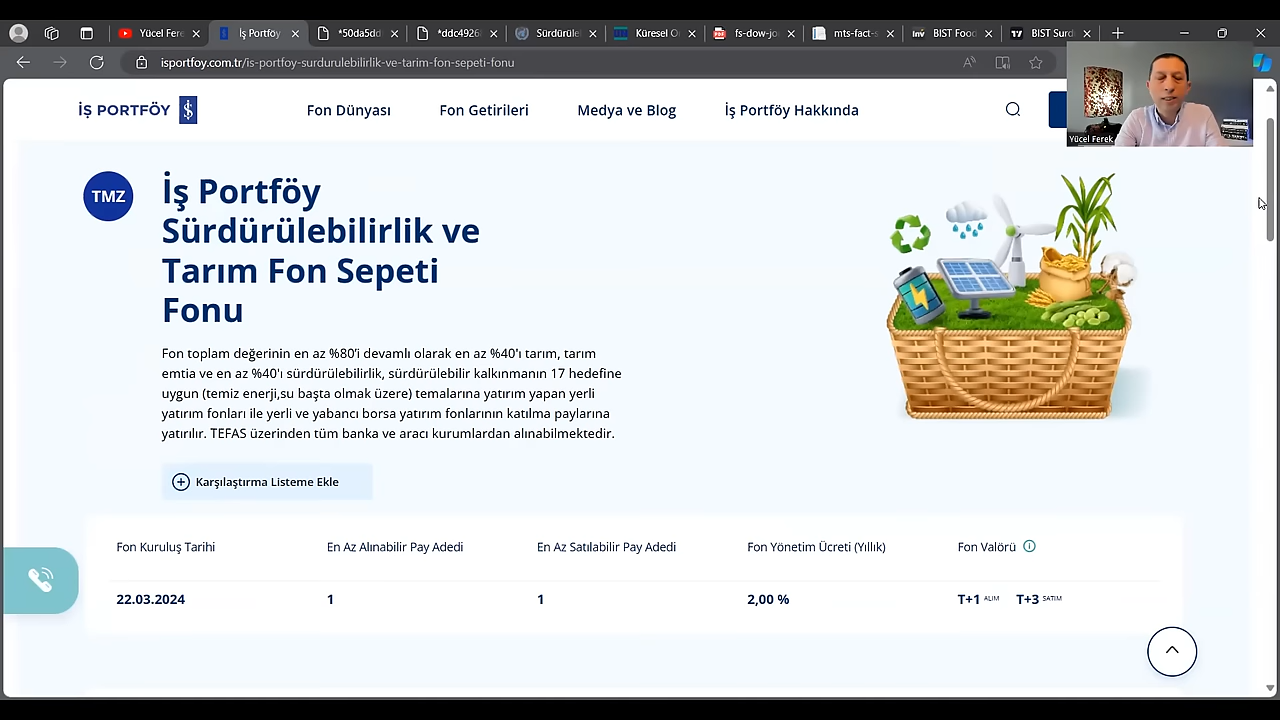 Yücel Fere
İş Portföy
*50da5dd
*ddc4926
Sürdürüle
Küresel O
fs-dow-jo
mts-fact-s
BIST Food
BIST Surd
isportfoy.com.tr/is-portfoy-surdurulebilirlik-ve-tarim-fon-sepeti-fonu
Yücel Ferek
İŞ PORTFÖY
Fon Dünyası
Fon Getirileri
Medya ve Blog
İş Portföy Hakkında
TMZ
İş Portföy
Sürdürülebilirlik ve
Tarım Fon Sepeti
Fonu
Fon toplam değerinin en az %80'i devamlı olarak en az %40'ı tarım, tarım
emtia ve en az %40'ı sürdürülebilirlik, sürdürülebilir kalkınmanın 17 hedefine
uygun (temiz enerji,su başta olmak üzere) temalarına yatırım yapan yerli
yatırım fonları ile yerli ve yabancı borsa yatırım fonlarının katılma paylarına
yatırılır. TEFAS üzerinden tüm banka ve aracı kurumlardan alınabilmektedir.
Karşılaştırma Listeme Ekle
Fon Kuruluş Tarihi
En Az Alınabilir Pay Adedi
En Az Satılabilir Pay Adedi
Fon Yönetim Ücreti (Yıllık)
Fon Valörü
22.03.2024
1
1
2,00 %
T+1 ALIM T+3 SATIM